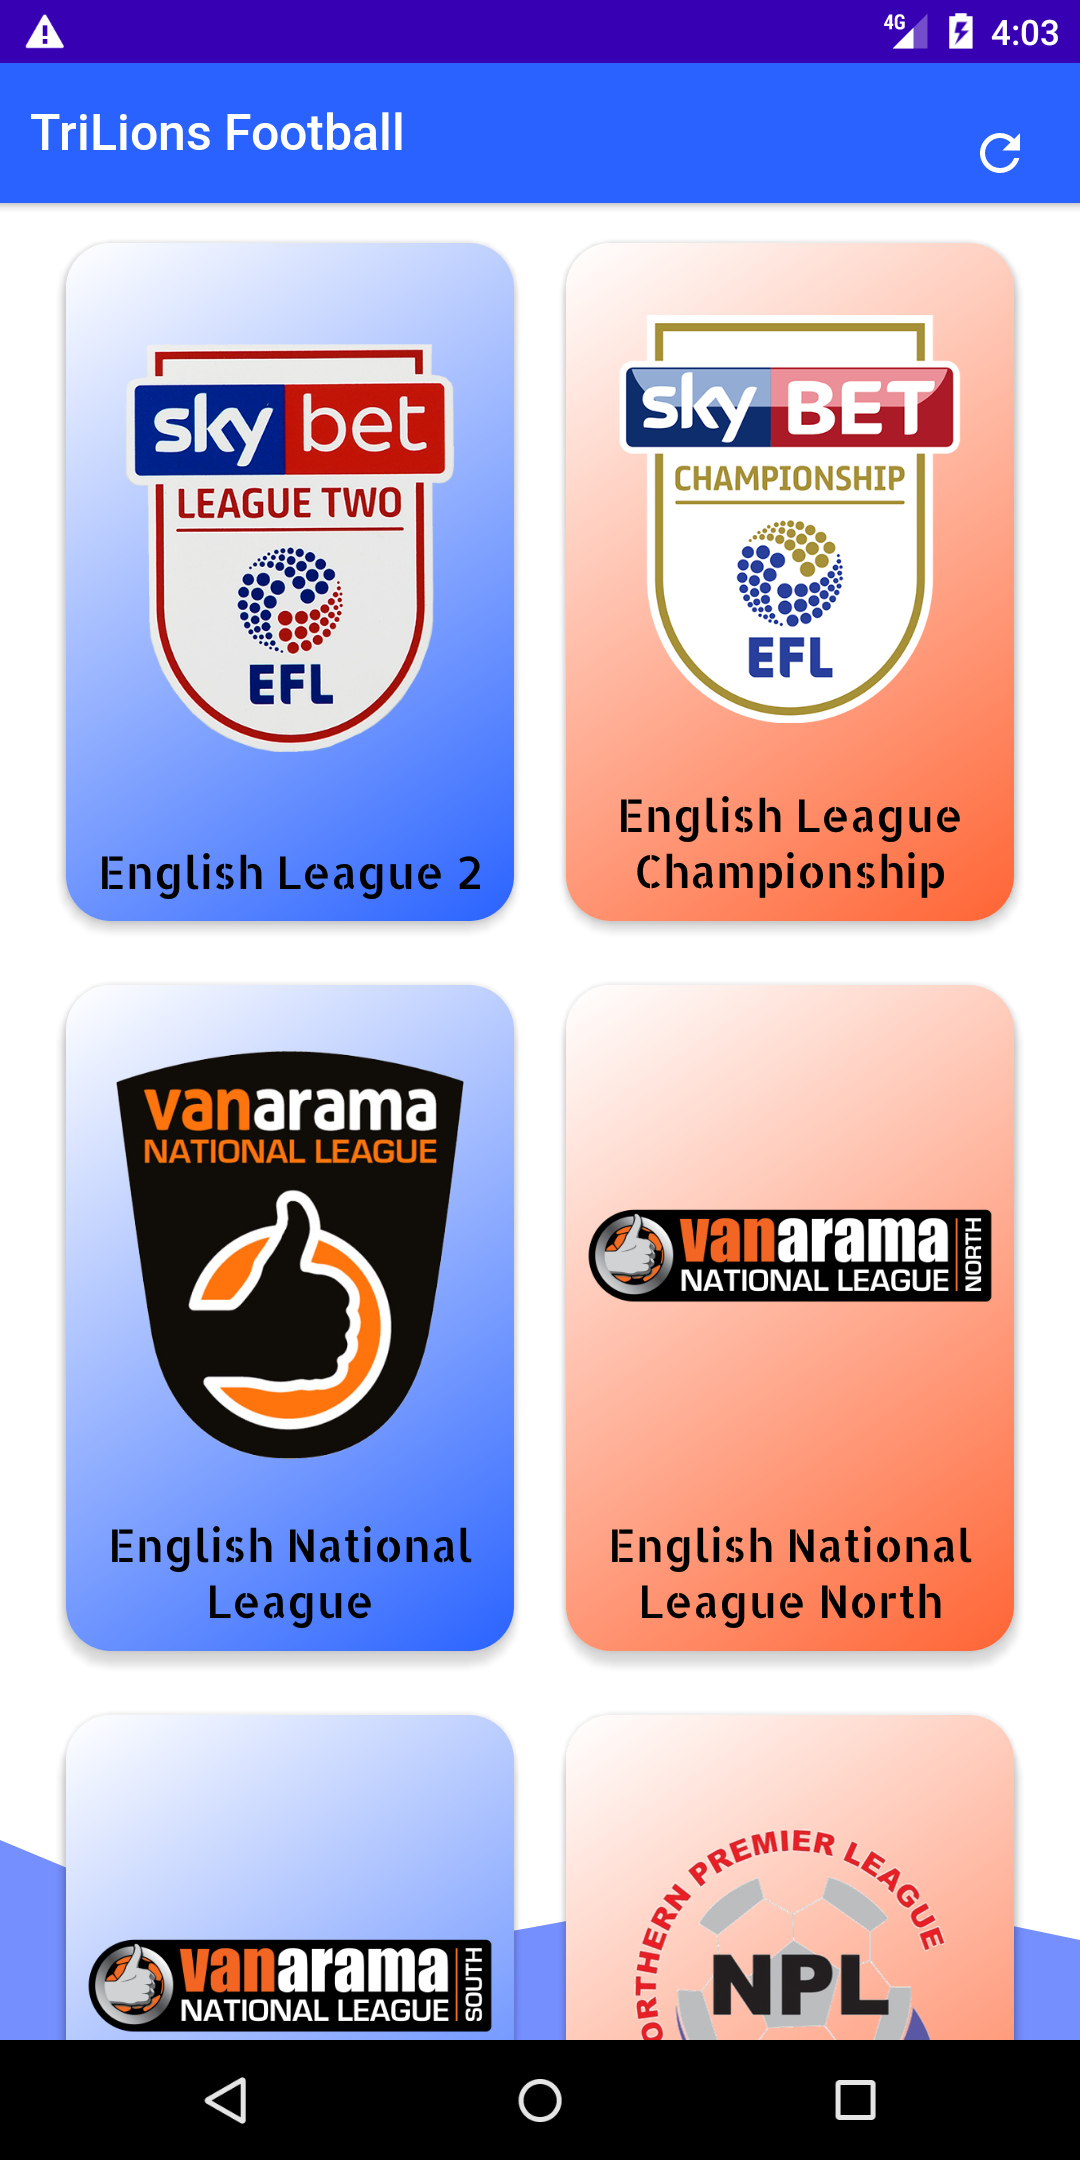 4G 4:03
TriLions Football
sky bet
LEAGUE TWO
EFL
English League 2
sky BET
CHAMPIONSHIP
EFL
English League
Championship
vanarama
NATIONAL LEAGUE
English National
League
vanarama
NATIONAL LEAGUE
NORTH
English National
League North
vanarama
NATIONAL LEAGUE
SOUTH
ORTHERN PREMIER LEAGUE
NPL